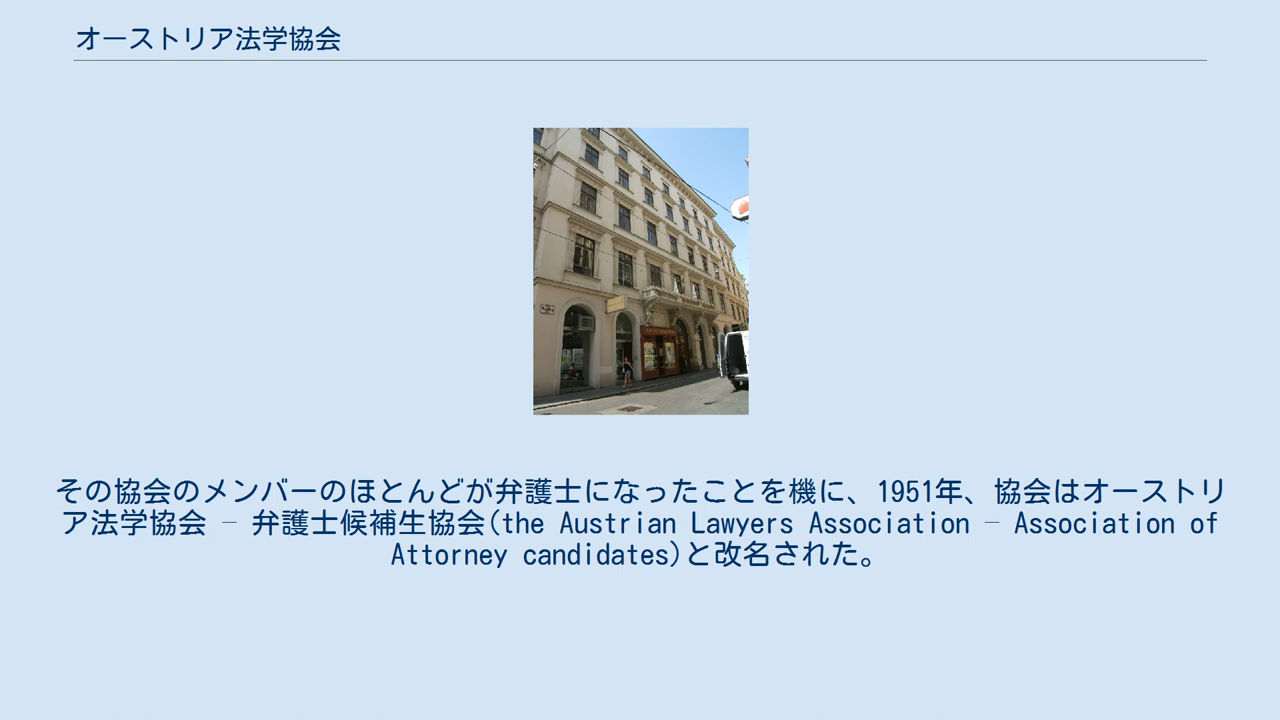 オーストリア法学協会
その協会のメンバーのほとんどが弁護士になったことを機に、1951年、協会はオーストリ
ア法学協会 – 弁護士候補生協会(the Austrian Lawyers Association – Association of
Attorney candidates)と改名された。